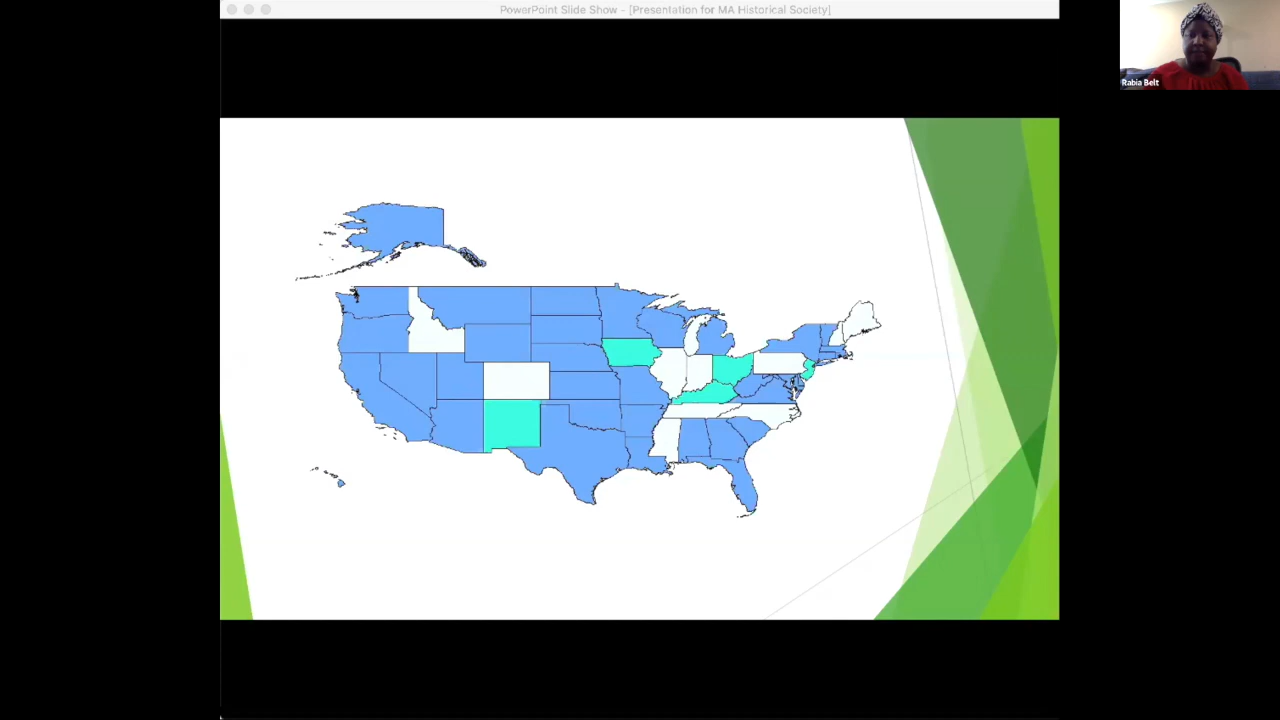 PowerPoint Slide Show - [Presentation for MA Historical Society]
Rabia Belt